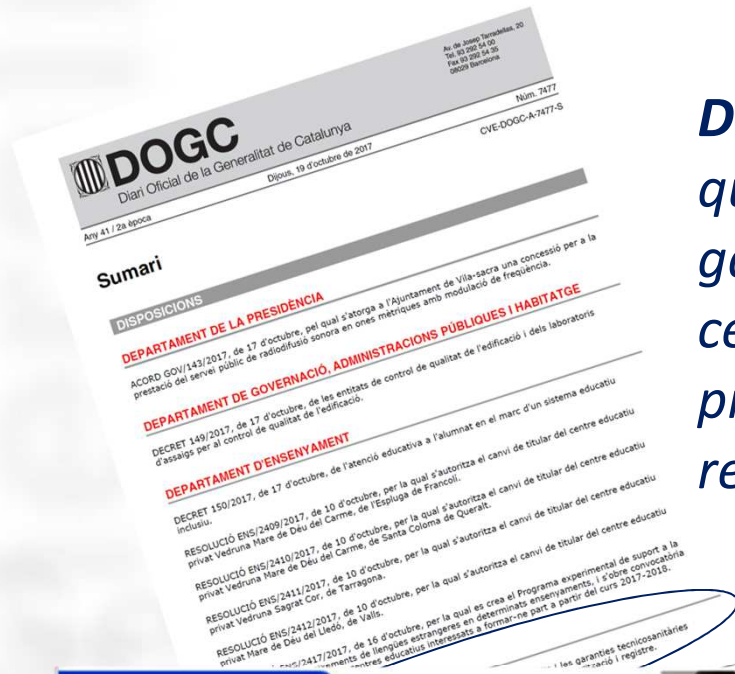 Av. de Josep Tarradellas, 20
Tel. 93 292 54 00
Fax 93 292 54 35
08029 Barcelona
DOGC
Diari Oficial de la Generalitat de Catalunya
Núm. 7477
Any 41 / 2a època
Dijous, 19 d'octubre de 2017
CVE-DOGC-A-7477-S
Sumari
DISPOSICIONS
DEPARTAMENT DE LA PRESIDÈNCIA
ACORD GOV/143/2017, de 17 d'octubre, pel qual s'atorga a l'Ajuntament de Vila-sacra una concessió per a la
prestació del servei públic de radiodifusió sonora en ones mètriques amb modulació de freqüència.
DEPARTAMENT DE GOVERNACIÓ, ADMINISTRACIONS PÚBLIQUES I HABITATGE
DECRET 149/2017, de 17 d'octubre, de les entitats de control de qualitat de l'edificació i dels laboratoris
d'assaigs per al control de qualitat de l'edificació.
DEPARTAMENT D'ENSENYAMENT
DECRET 150/2017, de 17 d'octubre, de l'atenció educativa a l'alumnat en el marc d'un sistema educatiu
inclusiu.
RESOLUCIÓ ENS/2409/2017, de 10 d'octubre, per la qual s'autoritza el canvi de titular del centre educatiu
privat Vedruna Mare de Déu del Carme, de l'Espluga de Francolí.
RESOLUCIÓ ENS/2410/2017, de 10 d'octubre, per la qual s'autoritza el canvi de titular del centre educatiu
privat Vedruna Mare de Déu del Carme, de Santa Coloma de Queralt.
RESOLUCIÓ ENS/2411/2017, de 10 d'octubre, per la qual s'autoritza el canvi de titular del centre educatiu
privat Vedruna Sagrat Cor, de Tarragona.
RESOLUCIÓ ENS/2412/2017, de 10 d'octubre, per la qual s'autoritza el canvi de titular del centre educatiu
privat Mare de Déu del Lledó, de Valls.
ENS/2417/2017, de 16 d'octubre, per la qual es crea el Programa experimental de suport a la
de llengües estrangeres en determinats ensenyaments, i s'obre convocatòria
educatius interessats a formar-ne part a partir del curs 2017-2018.
i les garanties tecnicosanitàries
i registre.
D
qu
ce
re